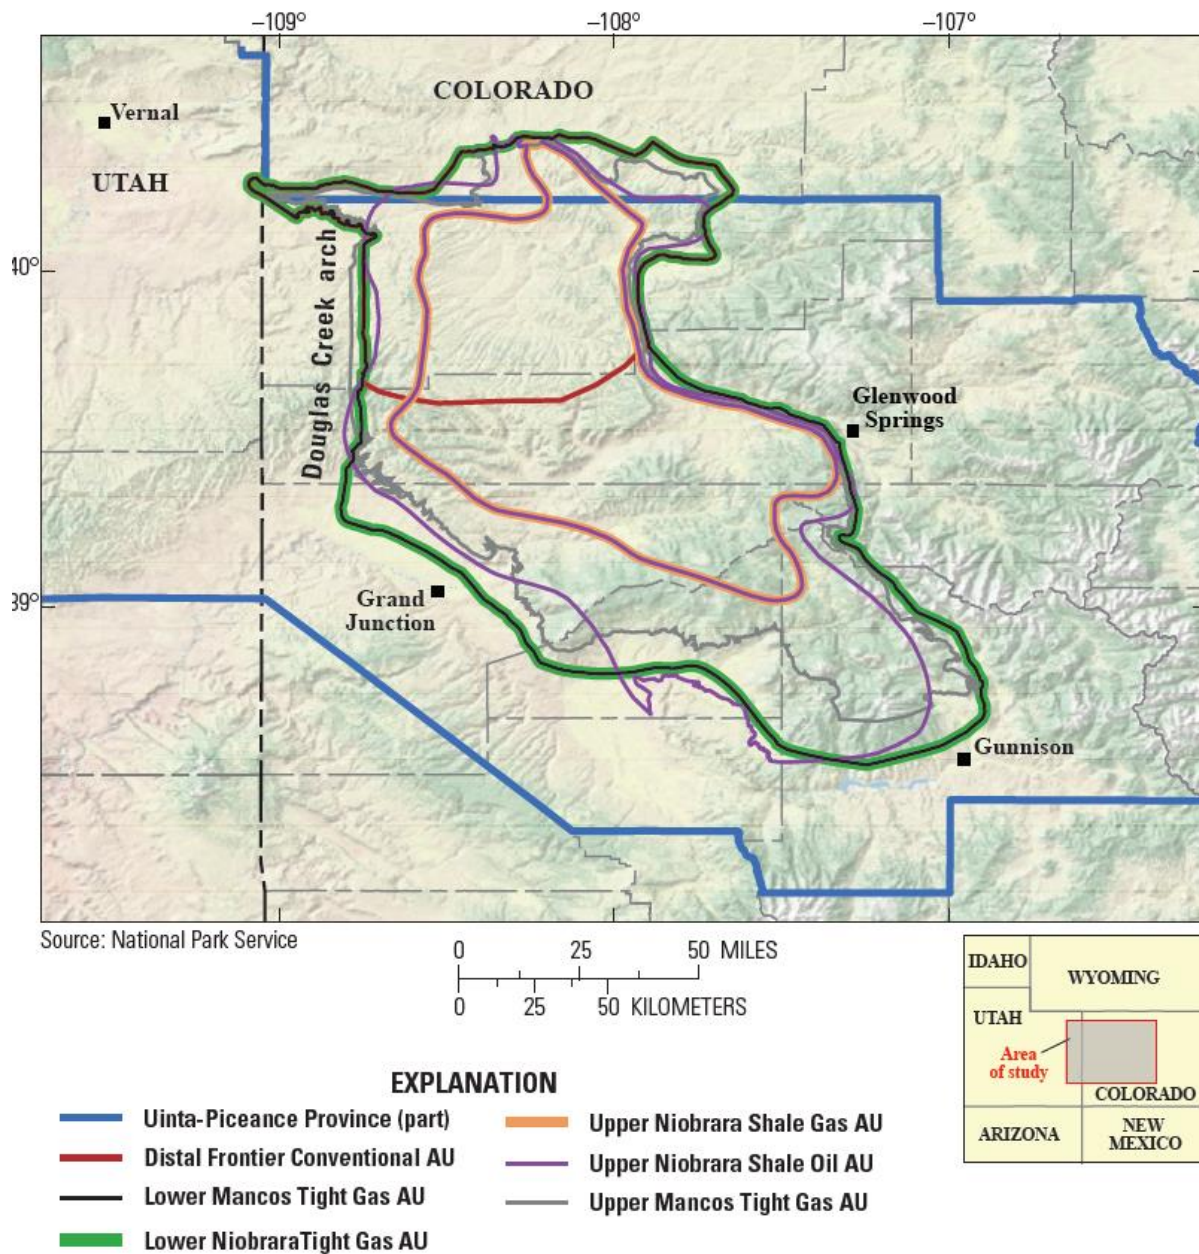 –109°
–108°
–107°
COLORADO
Vernal
UTAH
40°
Douglas Creek arch
Glenwood
Springs
39°
Grand
Junction
Gunnison
Source: National Park Service
0 25 50 MILES
0 25 50 KILOMETERS
IDAHO
WYOMING
UTAH
Area
of study
COLORADO
ARIZONA
NEW
MEXICO
EXPLANATION
Uinta-Piceance Province (part)
Distal Frontier Conventional AU
Lower Mancos Tight Gas AU
Lower NiobraraTight Gas AU
Upper Niobrara Shale Gas AU
Upper Niobrara Shale Oil AU
Upper Mancos Tight Gas AU